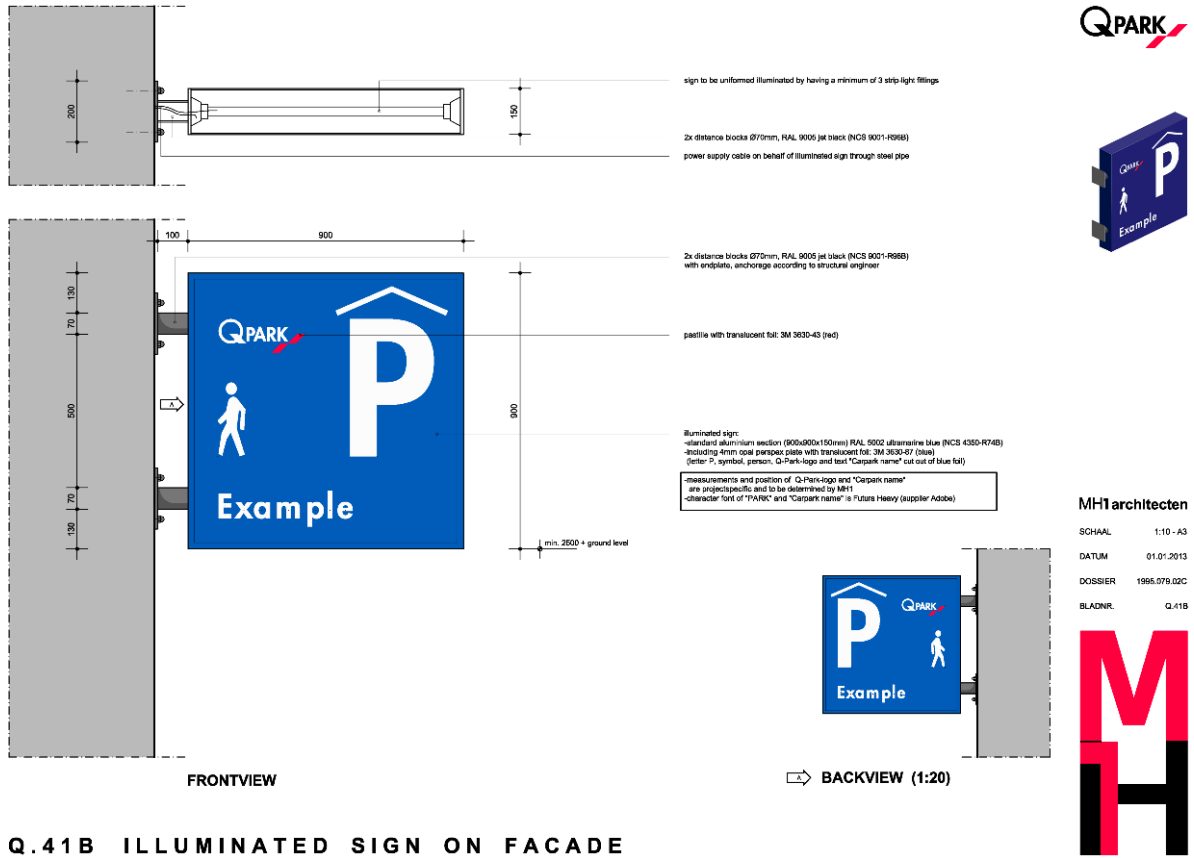 QPARK
sign to be uniformed illuminated by having a minimum of 3 strip-light fittings
200
150
2x distance blocks Ø70mm, RAL 9005 jet black (NCS 9001-R96B)
power supply cable on behalf of illuminated sign through steel pipe
QPARK
P
Example
100
900
2x distance blocks Ø70mm, RAL 9005 jet black (NCS 9001-R96B)
with endplate, anchorage according to structural engineer
130
70
500
70
130
QPARK
P
pastille with translucent foil: 3M 3630-43 (red)
A
900
illuminated sign:
-standard aluminium section (900x900x150mm) RAL 5002 ultramarine blue (NCS 4350-R74B)
-including 4mm opal perspex plate with translucent foil: 3M 3630-87 (blue)
(letter P, symbol, person, Q-Park-logo and text "Carpark name" cut out of blue foil)
-measurements and position of Q-Park-logo and "Carpark name"
are projectspecific and to be determined by MH1
-character font of "PARK" and "Carpark name" is Futura Heavy (supplier Adobe)
Example
min. 2500 + ground level
MH1architecten
SCHAAL 1:10 - A3
DATUM 01.01.2013
DOSSIER 1995.079.02C
BLADNR. Q.41B
P
QPARK
Example
MH1
FRONTVIEW
A BACKVIEW (1:20)
Q.41B ILLUMINATED SIGN ON FACADE